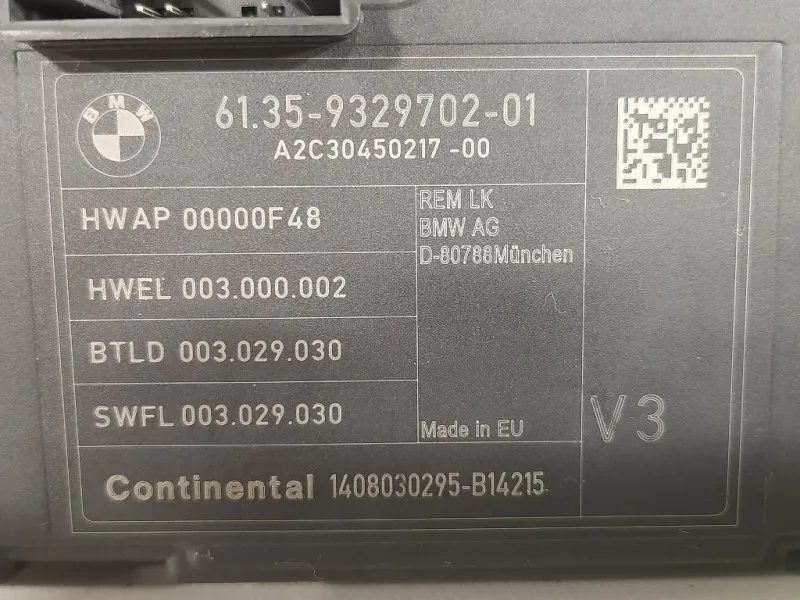 BMW
61.35-9329702-01
A2C30450217-00
HWAP 00000F48
HWEL 003.000.002
BTLD 003.029.030
SWFL 003.029.030
REM LK
BMW AG
D-80788München
Made in EU
V3
Continental 1408030295-B14215